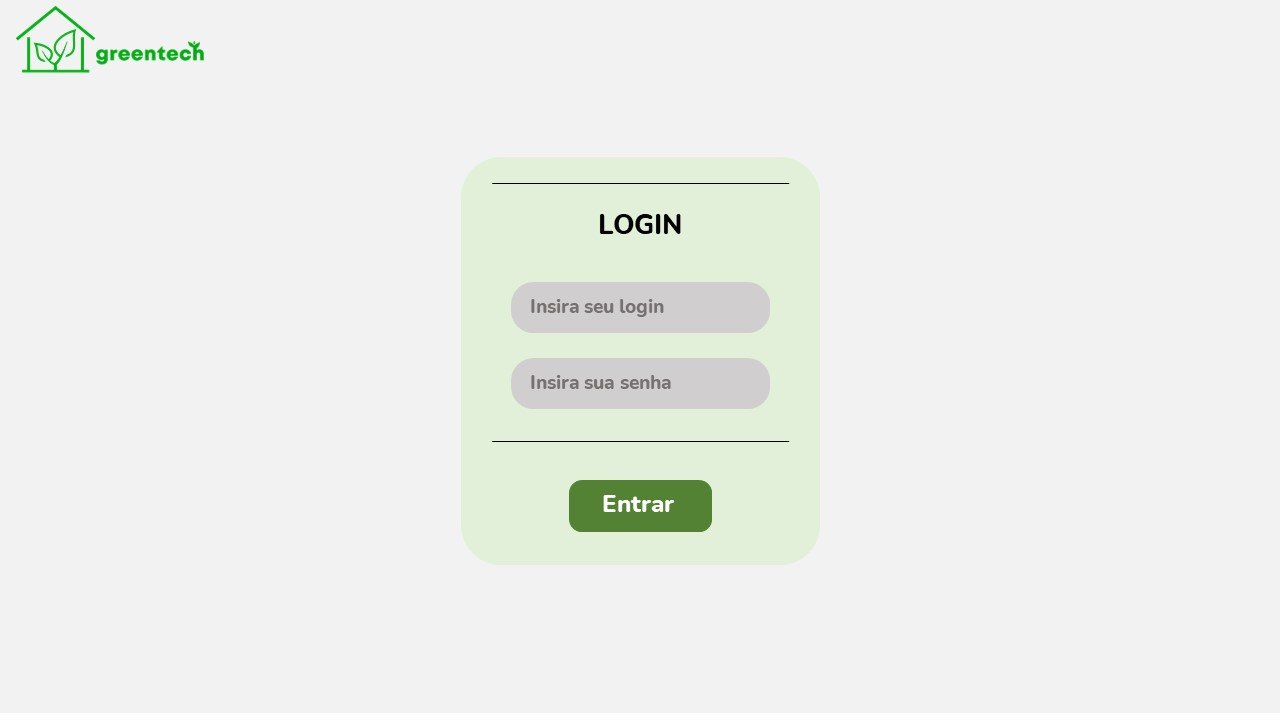 greentech
LOGIN
Insira seu login
Insira sua senha
Entrar